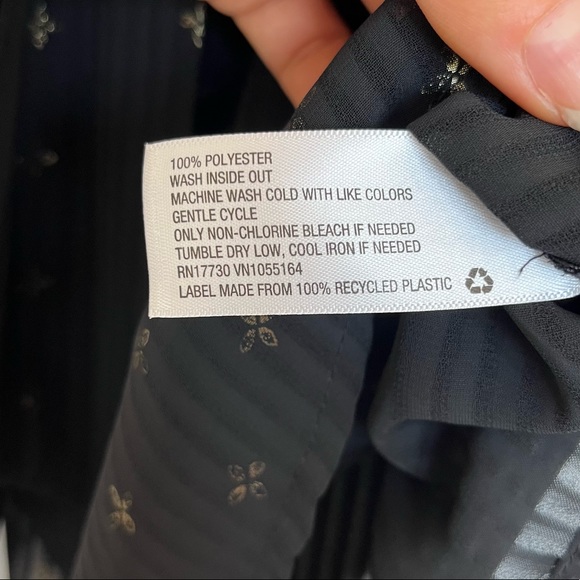 100% POLYESTER
WASH INSIDE OUT
MACHINE WASH COLD WITH LIKE COLORS
GENTLE CYCLE
ONLY NON-CHLORINE BLEACH IF NEEDED
TUMBLE DRY LOW, COOL IRON IF NEEDED
RN17730 VN1055164
LABEL MADE FROM 100% RECYCLED PLASTIC